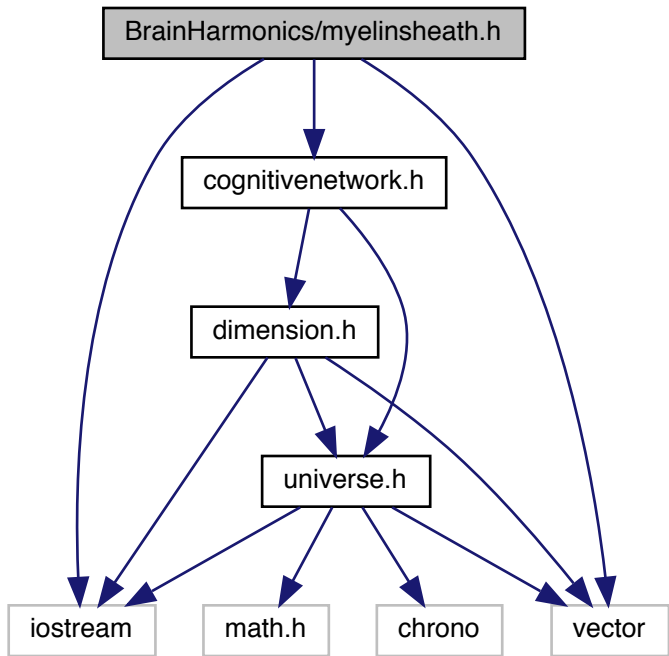 BrainHarmonics/myelinsheath.h
cognitivenetwork.h
dimension.h
universe.h
iostream
math.h
chrono
vector